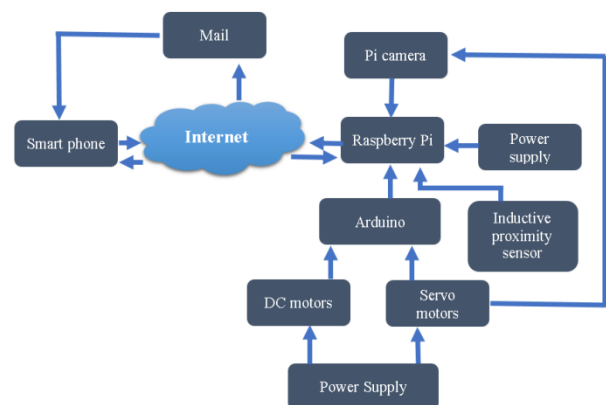 Mail
Pi camera
Smart phone
Internet
Raspberry Pi
Power
supply
Arduino
Inductive
proximity
sensor
DC motors
Servo
motors
Power Supply